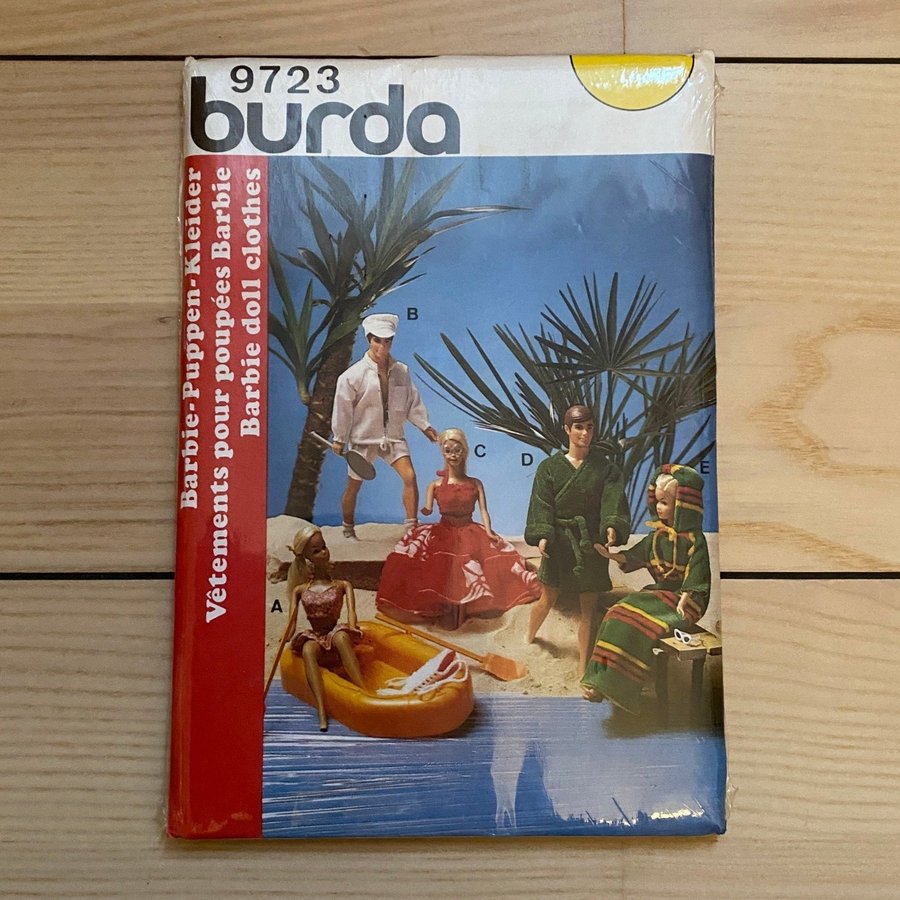 9723
burda
Barbie-Puppen-Kleider
Vêtements pour poupées Barbie
Barbie doll clothes
B
C
D
E
A